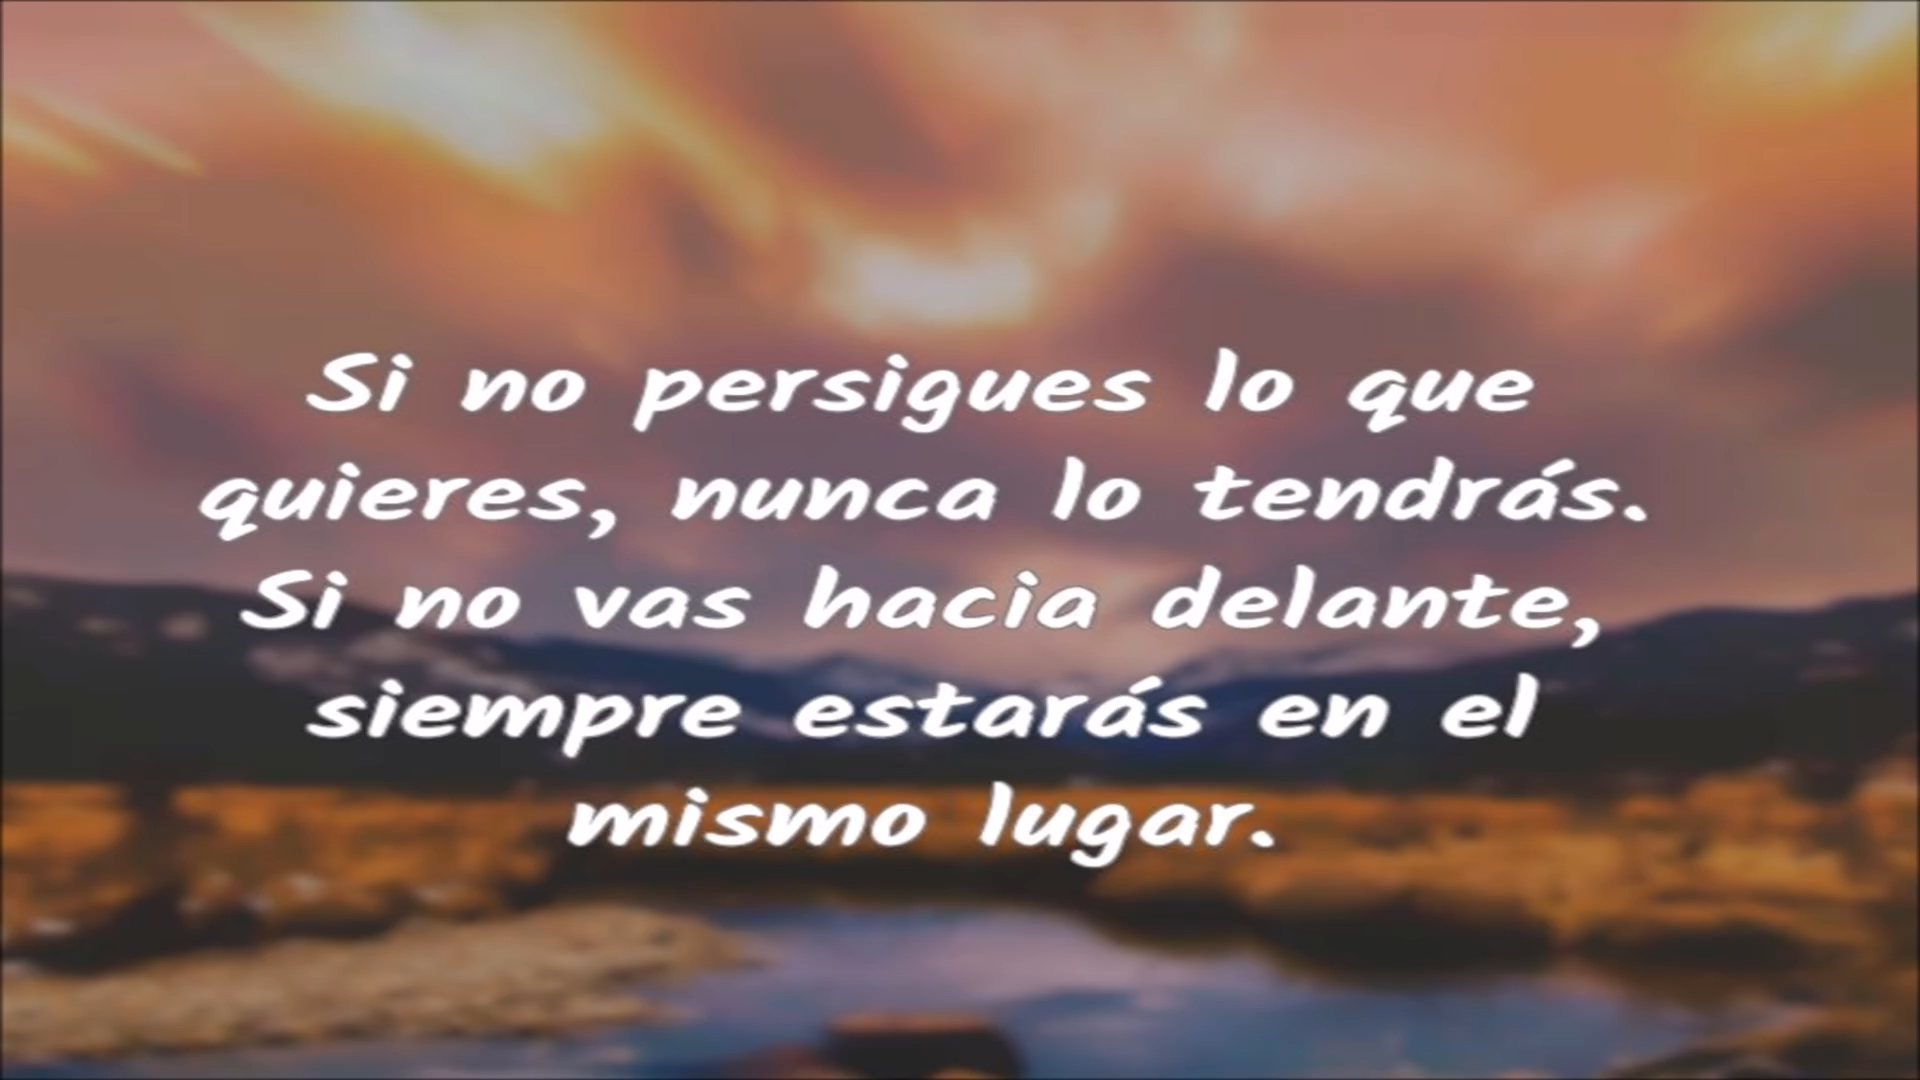 Si no persigues lo que
quieres, nunca lo tendrás.
Si no vas hacia delante,
siempre estarás en el
mismo lugar.